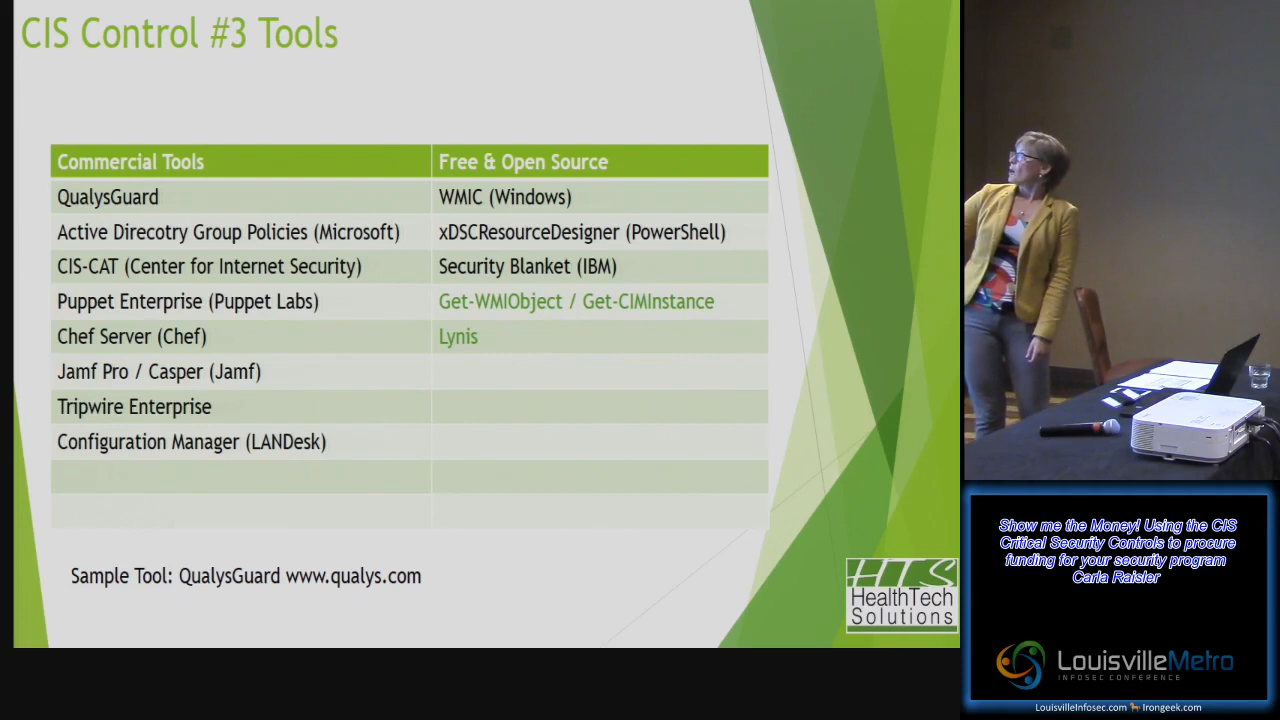 CIS Control #3 Tools
Commercial Tools Free & Open Source
QualysGuard WMIC (Windows)
Active Direcotry Group Policies (Microsoft) xDSCResourceDesigner (PowerShell)
CIS-CAT (Center for Internet Security) Security Blanket (IBM)
Puppet Enterprise (Puppet Labs) Get-WMIObject / Get-CIMInstance
Chef Server (Chef) Lynis
Jamf Pro / Casper (Jamf)
Tripwire Enterprise
Configuration Manager (LANDesk)
Sample Tool: QualysGuard www.qualys.com
HTS
HealthTech
Solutions
Show me the Money! Using the CIS
Critical Security Controls to procure
funding for your security program
Carla Raisler
LouisvilleMetro
INFOSEC CONFERENCE
LouisvilleInfosec.com Irongeek.com